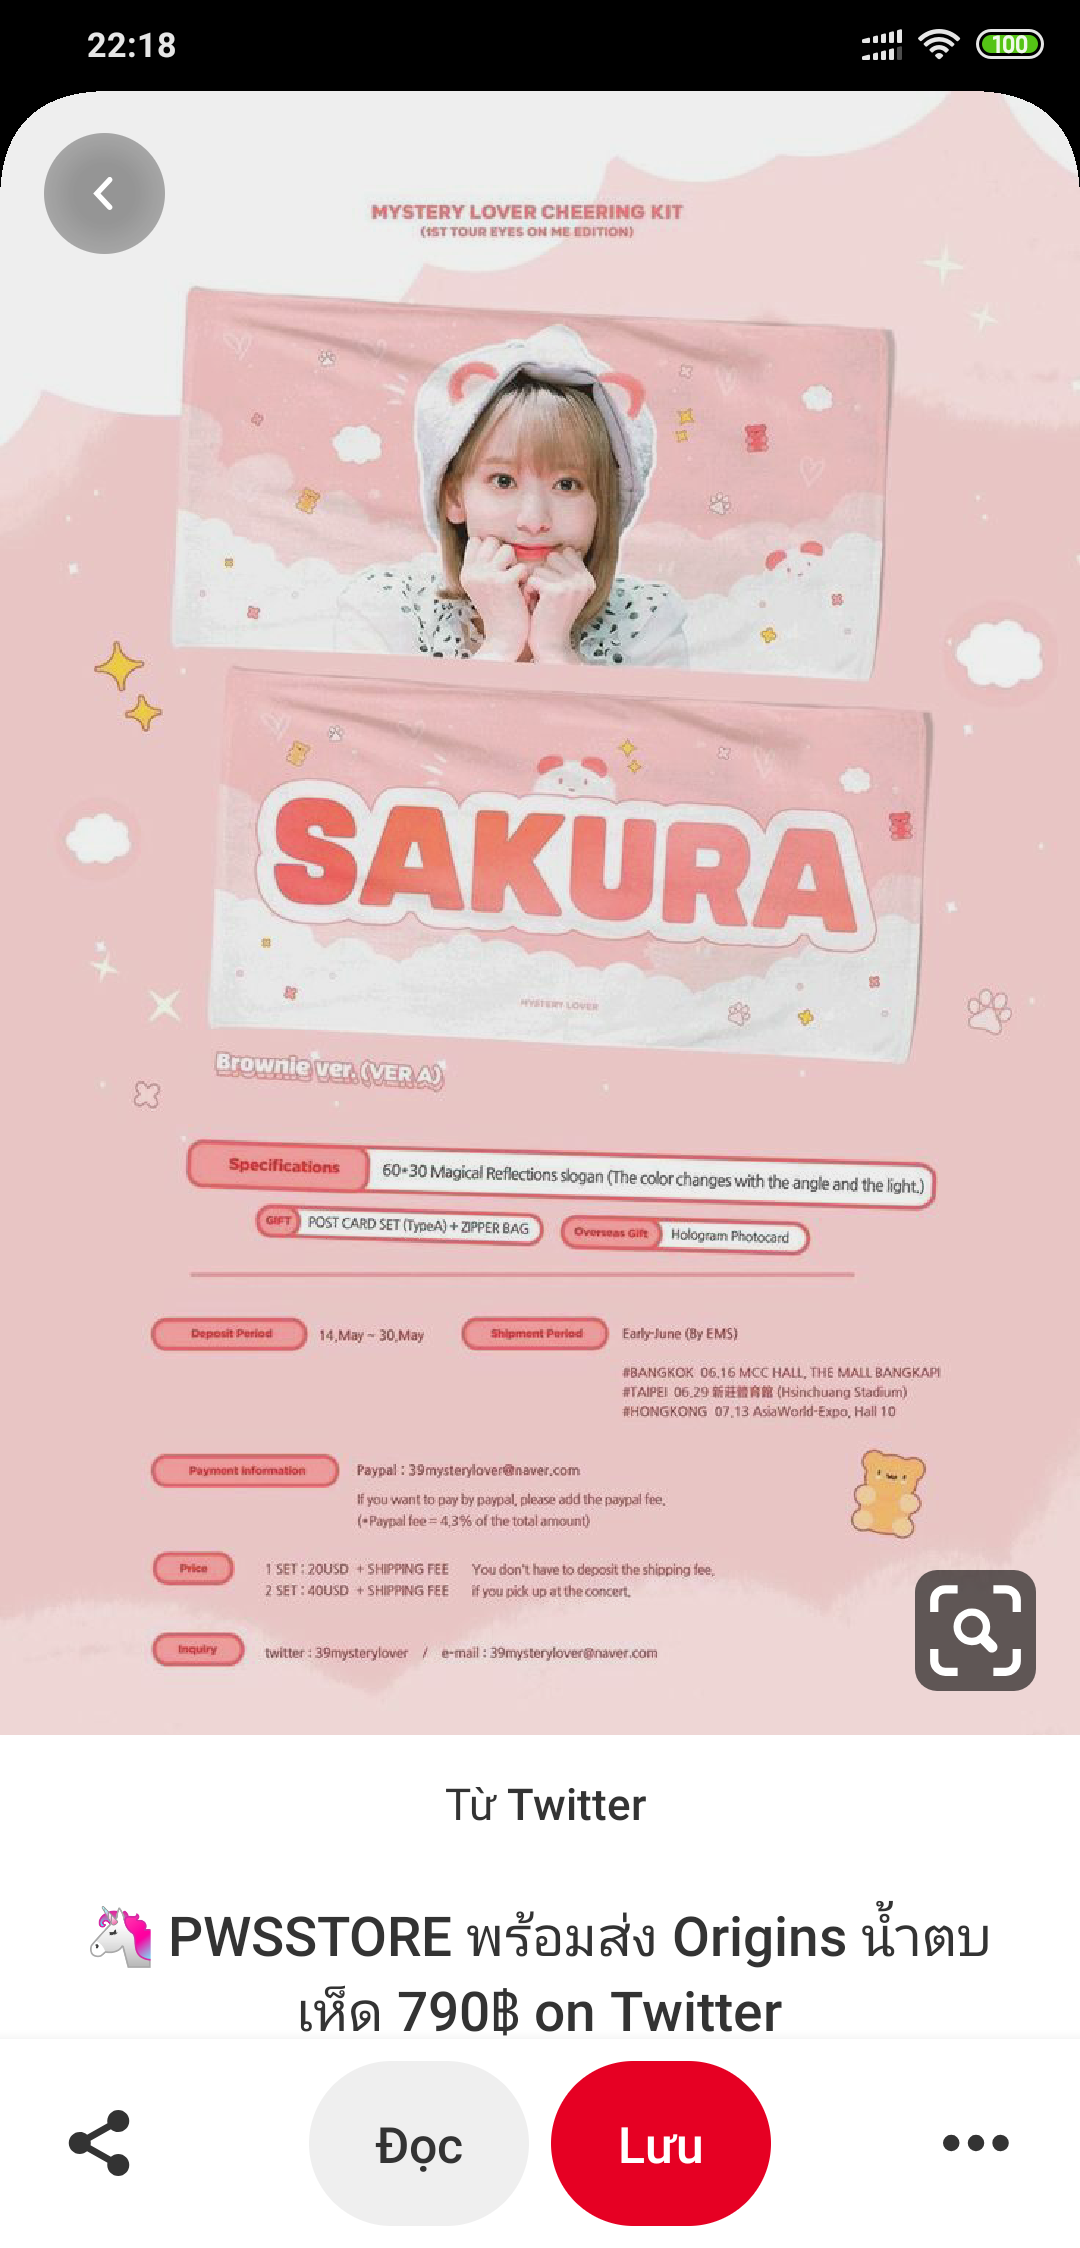 22:18
100
MYSTERY LOVER CHEERING KIT
(1ST TOUR EYES ON ME EDITION)
SAKURA
MYSTERY LOVER
Brownie ver. (VER A)
Specifications 60*30 Magical Reflections slogan (The color changes with the angle and the light.)
GIFT POST CARD SET (TypeA) + ZIPPER BAG Overseas Gift Hologram Photocard
Deposit Period 14,May ~ 30,May Shipment Period Early-June (By EMS)
#BANGKOK 06.16 MCC HALL, THE MALL BANGKAPI
#TAIPEI 06.29 新莊體育館 (Hsinchuang Stadium)
#HONGKONG 07.13 AsiaWorld-Expo, Hall 10
Payment Information Paypal : 39mysterylover@naver.com
If you want to pay by paypal, please add the paypal fee.
(*Paypal fee = 4.3% of the total amount)
Price 1 SET : 20USD + SHIPPING FEE You don't have to deposit the shipping fee,
2 SET : 40USD + SHIPPING FEE if you pick up at the concert.
Inquiry twitter : 39mysterylover / e-mail : 39mysterylover@naver.com
Từ Twitter
🦄 PWSSTORE พร้อมส่ง Origins น้ำตบ
เห็ด 790฿ on Twitter
Đọc
Lưu